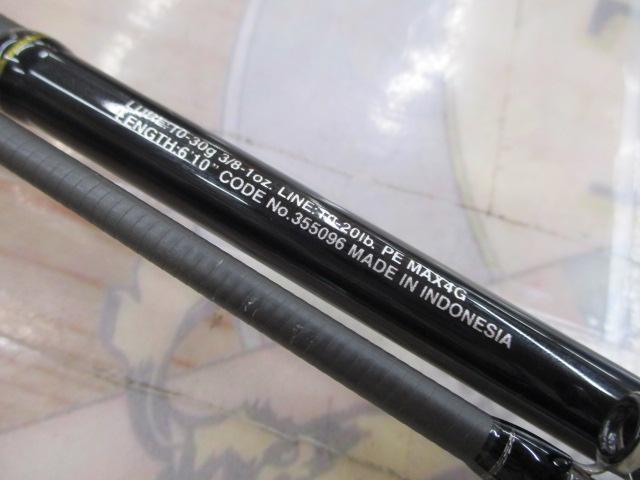 LURE:10-30g 3/8-1oz. LINE:10-20lb. PE MAX4G
LENGTH:6'10" CODE No.355096 MADE IN INDONESIA